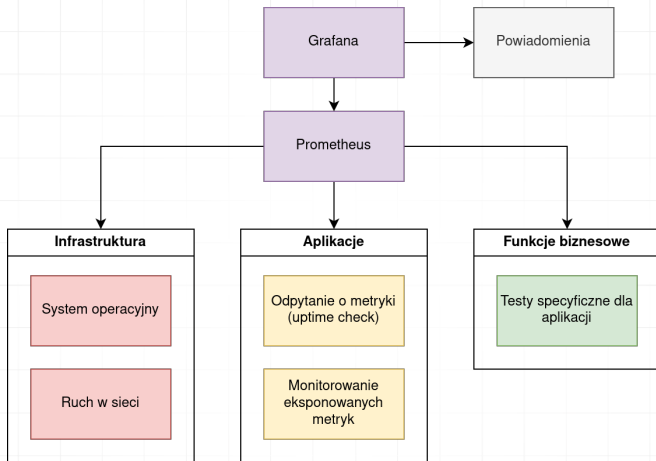 Grafana
Powiadomienia
Prometheus
Infrastruktura
Aplikacje
Funkcje biznesowe
System operacyjny
Odpytanie o metryki
(uptime check)
Testy specyficzne dla
aplikacji
Ruch w sieci
Monitorowanie
eksponowanych
metryk